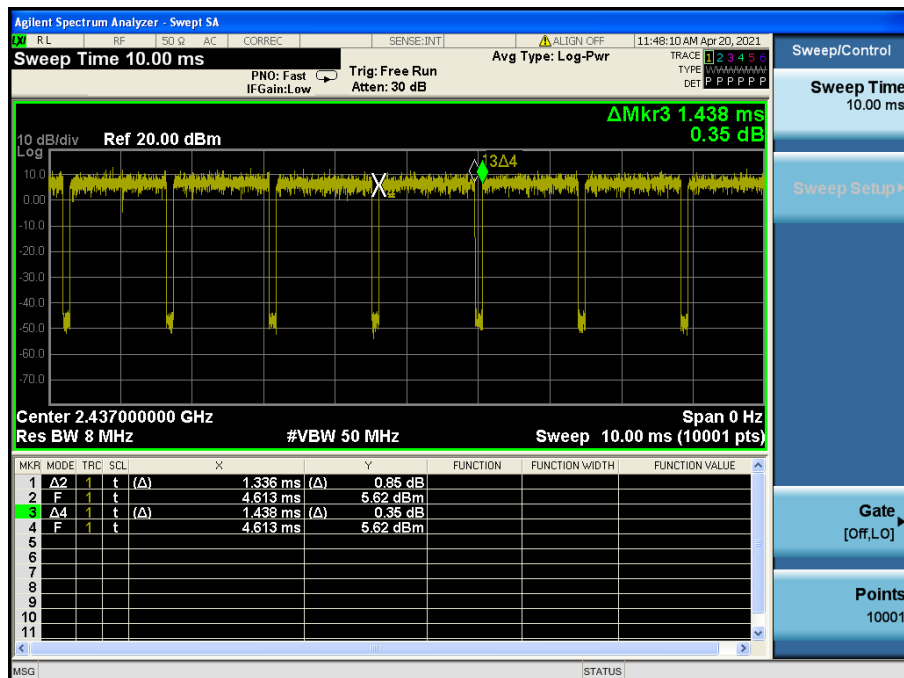 Agilent Spectrum Analyzer - Swept SA
LXI RL RF 50 Ω AC CORREC SENSE:INT ALIGN OFF 11:48:10 AM Apr 20, 2021
Sweep Time 10.00 ms
PNO: Fast
IFGain:Low
Trig: Free Run
Atten: 30 dB
Avg Type: Log-Pwr
TRACE 1 2 3 4 5 6
TYPE WWWWWW
DET P P P P P P
ΔMkr3 1.438 ms
0.35 dB
10 dB/div Ref 20.00 dBm
Log
10.0
0.00
-10.0
-20.0
-30.0
-40.0
-50.0
-60.0
-70.0
13Δ4
Center 2.437000000 GHz Span 0 Hz
Res BW 8 MHz #VBW 50 MHz Sweep 10.00 ms (10001 pts)
MKR MODE TRC SCL X Y FUNCTION FUNCTION WIDTH FUNCTION VALUE
1 Δ2 1 t (Δ) 1.336 ms (Δ) 0.85 dB
2 F 1 t 4.613 ms 5.62 dBm
3 Δ4 1 t (Δ) 1.438 ms (Δ) 0.35 dB
4 F 1 t 4.613 ms 5.62 dBm
5
6
7
8
9
10
11
MSG STATUS
Sweep/Control
Sweep Time
10.00 ms
Sweep Setup
Gate
[Off,LO]
Points
10001